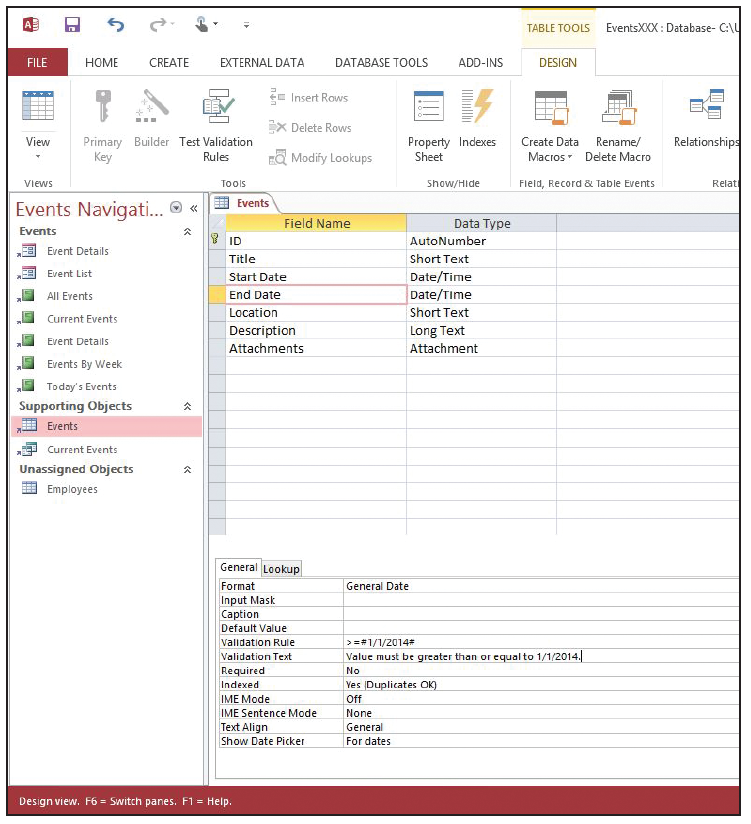 TABLE TOOLS EventsXXX : Database- C:\U
FILE HOME CREATE EXTERNAL DATA DATABASE TOOLS ADD-INS DESIGN
View
Primary Key
Builder
Test Validation Rules
Insert Rows
Delete Rows
Modify Lookups
Property Sheet
Indexes
Create Data Macros
Rename/ Delete Macro
Relationships
Views Tools Show/Hide Field, Record & Table Events Relati
Events Navigati... «
Events
Event Details
Event List
All Events
Current Events
Event Details
Events By Week
Today's Events
Supporting Objects
Events
Current Events
Unassigned Objects
Employees
Events
Field Name Data Type
ID AutoNumber
Title Short Text
Start Date Date/Time
End Date Date/Time
Location Short Text
Description Long Text
Attachments Attachment
General Lookup
Format General Date
Input Mask
Caption
Default Value
Validation Rule >=#1/1/2014#
Validation Text Value must be greater than or equal to 1/1/2014.
Required No
Indexed Yes (Duplicates OK)
IME Mode Off
IME Sentence Mode None
Text Align General
Show Date Picker For dates
Design view. F6 = Switch panes. F1 = Help.